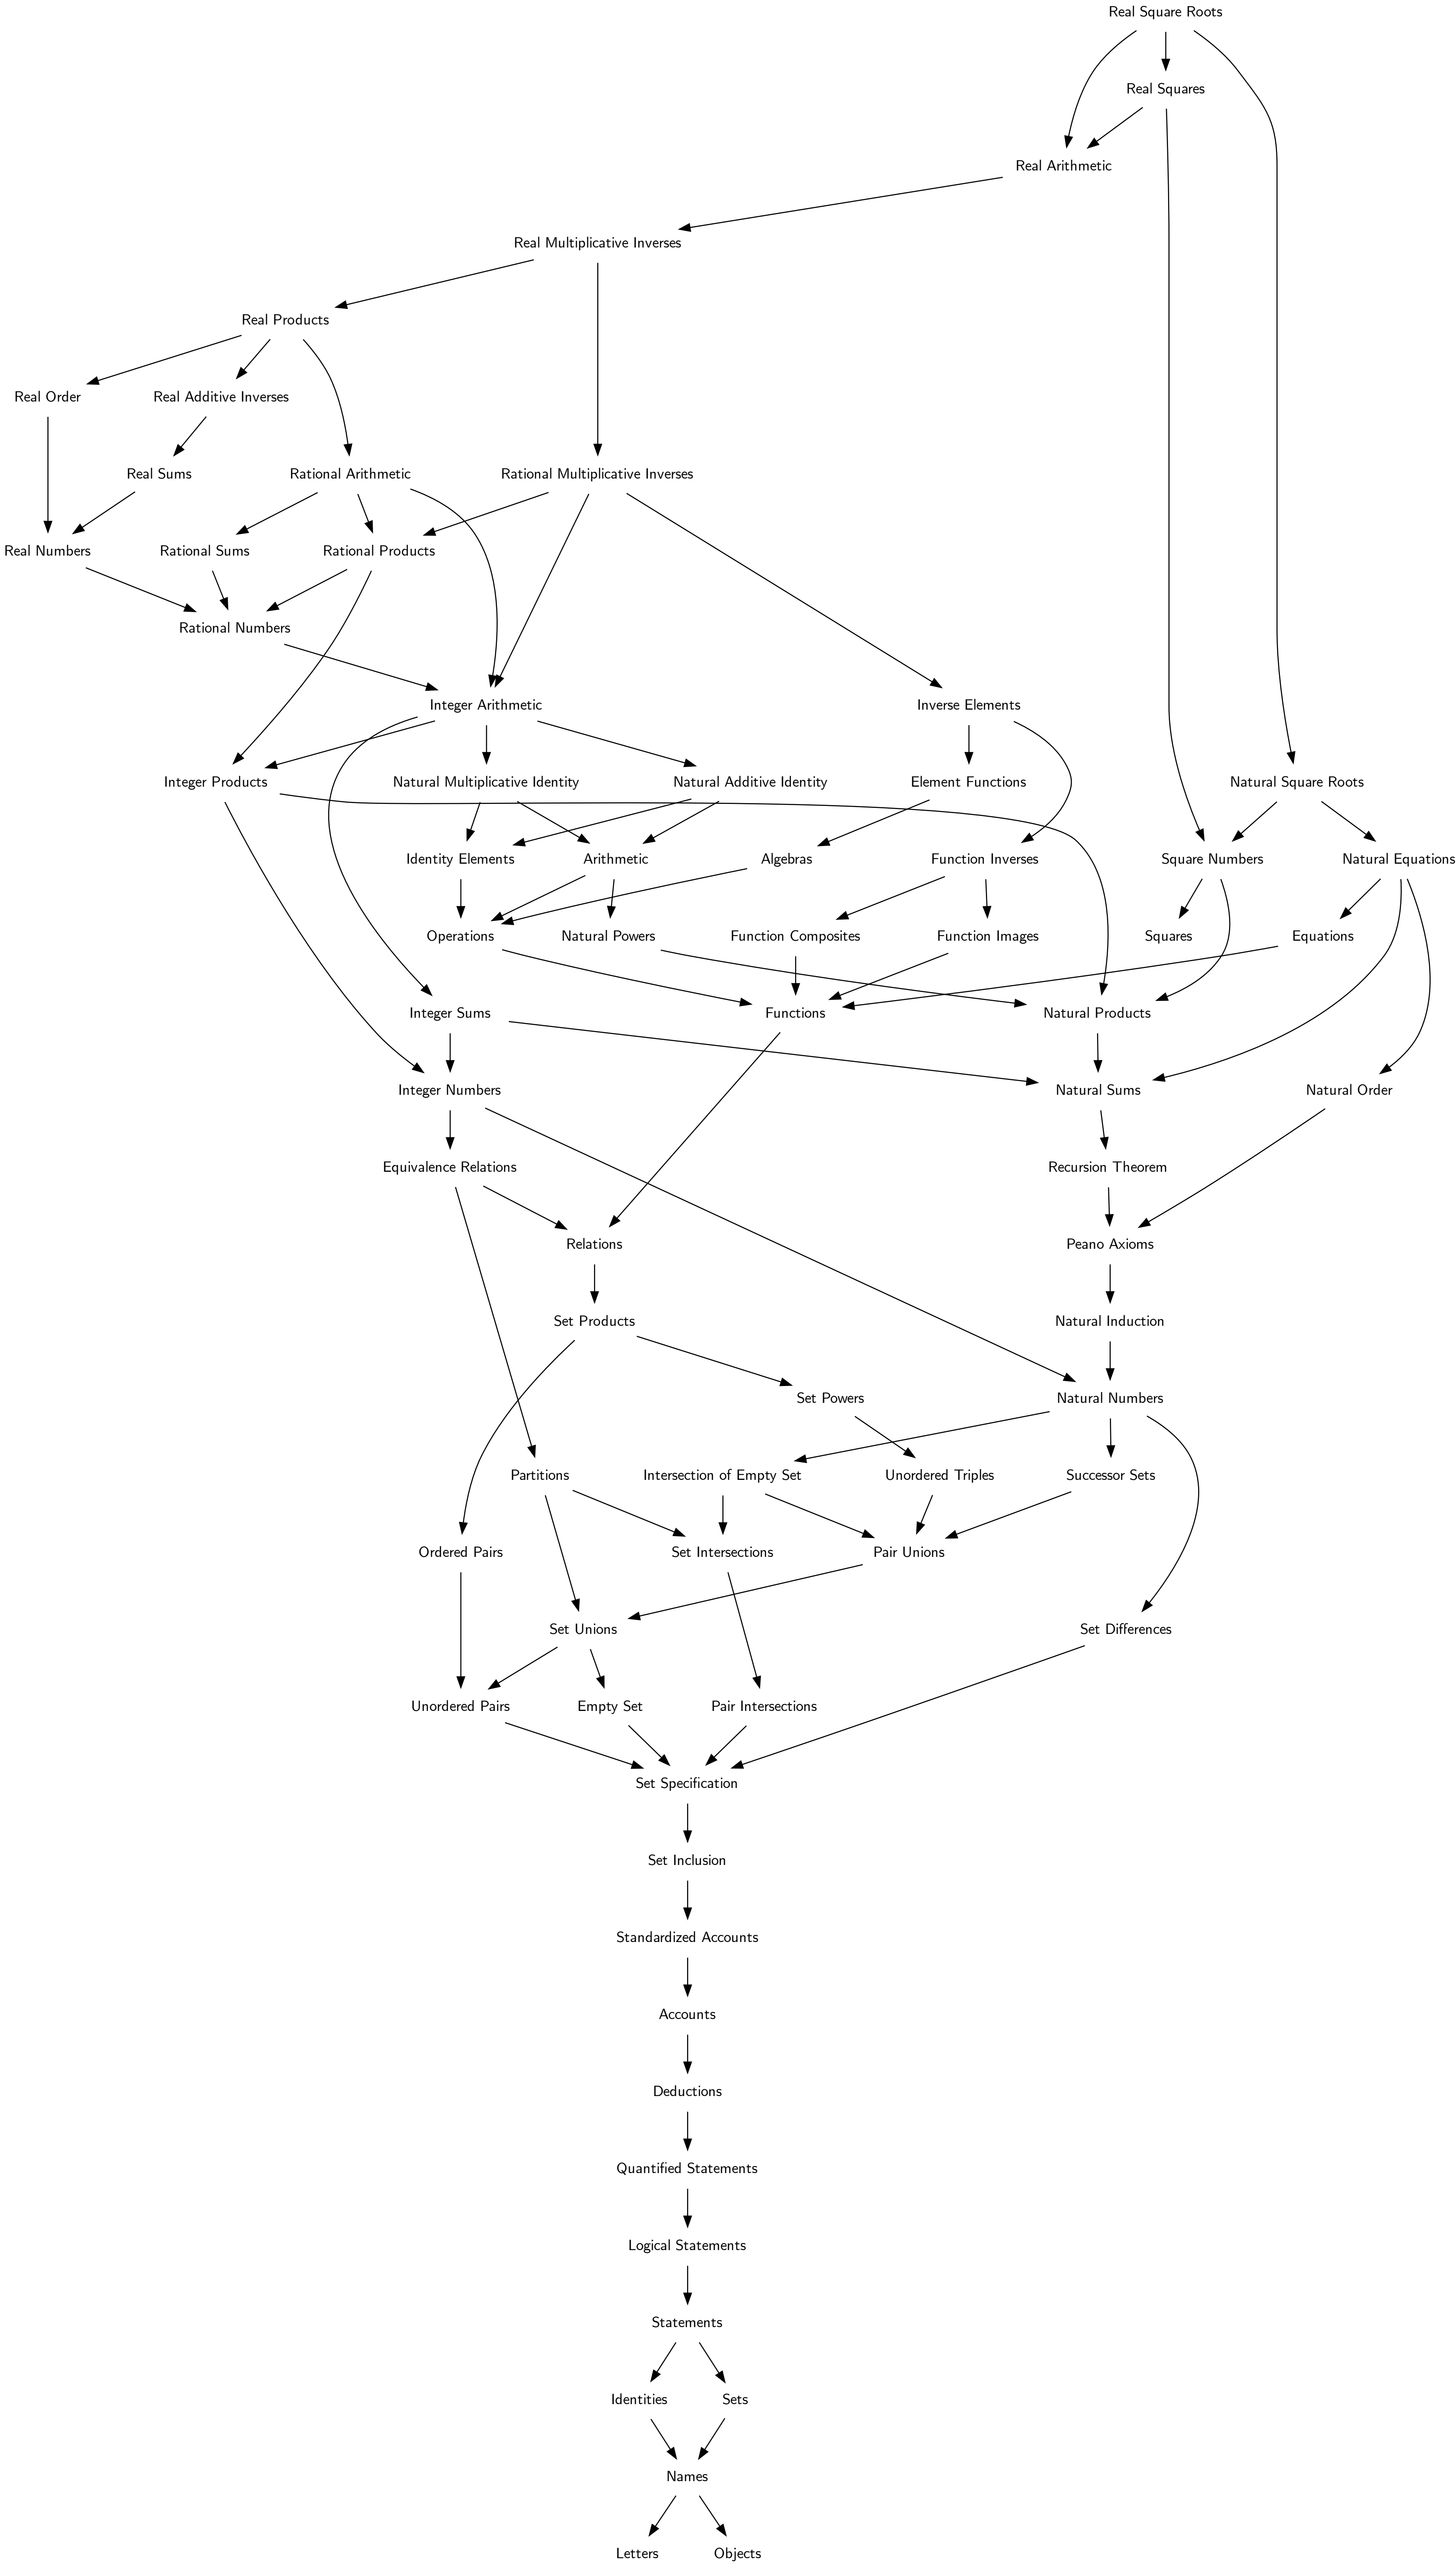 Real Square Roots
Real Squares
Real Arithmetic
Real Multiplicative Inverses
Real Products
Real Order
Real Additive Inverses
Real Sums
Rational Arithmetic
Rational Multiplicative Inverses
Real Numbers
Rational Sums
Rational Products
Rational Numbers
Integer Arithmetic
Inverse Elements
Integer Products
Natural Multiplicative Identity
Natural Additive Identity
Element Functions
Natural Square Roots
Identity Elements
Arithmetic
Algebras
Function Inverses
Square Numbers
Natural Equations
Operations
Natural Powers
Function Composites
Function Images
Squares
Equations
Integer Sums
Functions
Natural Products
Integer Numbers
Natural Sums
Natural Order
Equivalence Relations
Recursion Theorem
Relations
Peano Axioms
Set Products
Natural Induction
Set Powers
Natural Numbers
Partitions
Intersection of Empty Set
Unordered Triples
Successor Sets
Ordered Pairs
Set Intersections
Pair Unions
Set Unions
Set Differences
Unordered Pairs
Empty Set
Pair Intersections
Set Specification
Set Inclusion
Standardized Accounts
Accounts
Deductions
Quantified Statements
Logical Statements
Statements
Identities
Sets
Names
Letters
Objects